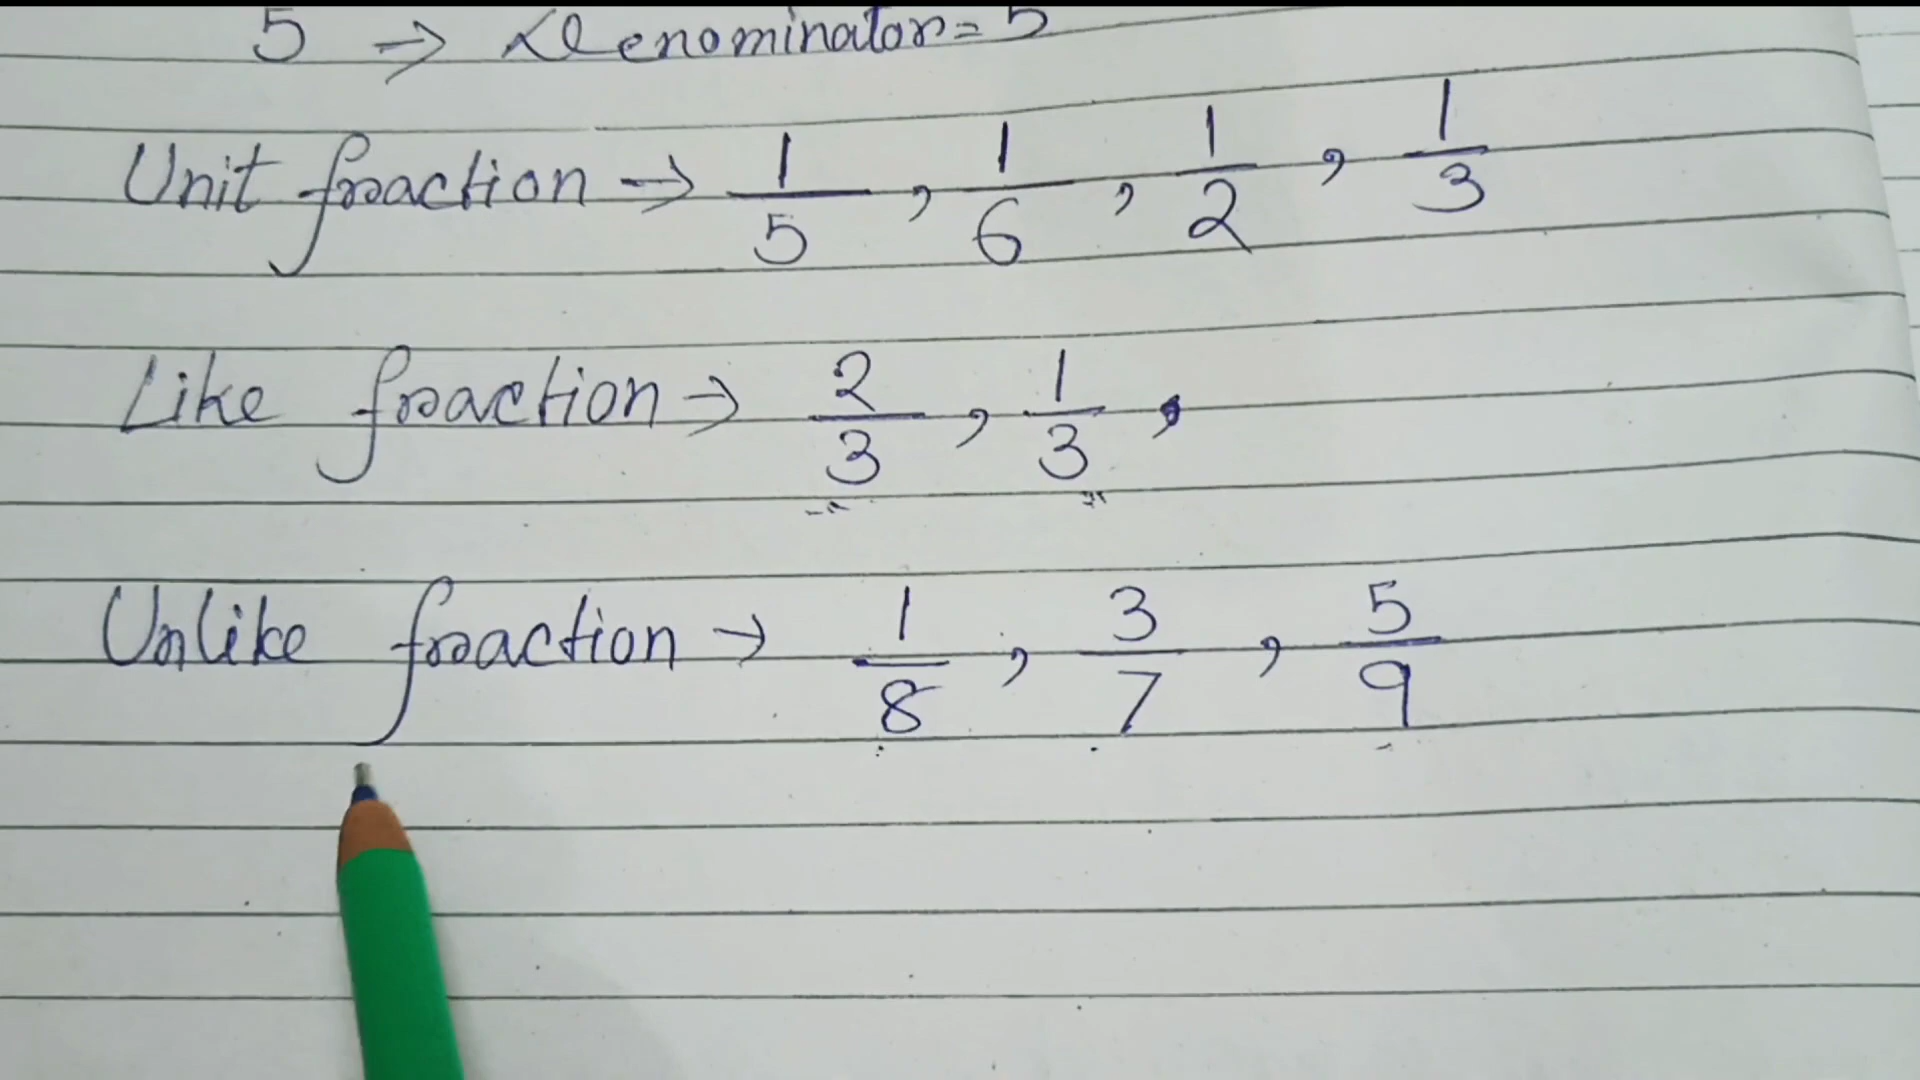 5 → Denominator = 5
Unit fraction → 1/5, 1/6, 1/2, 1/3
Like fraction → 2/3, 1/3,
Unlike fraction → 1/8, 3/7, 5/9